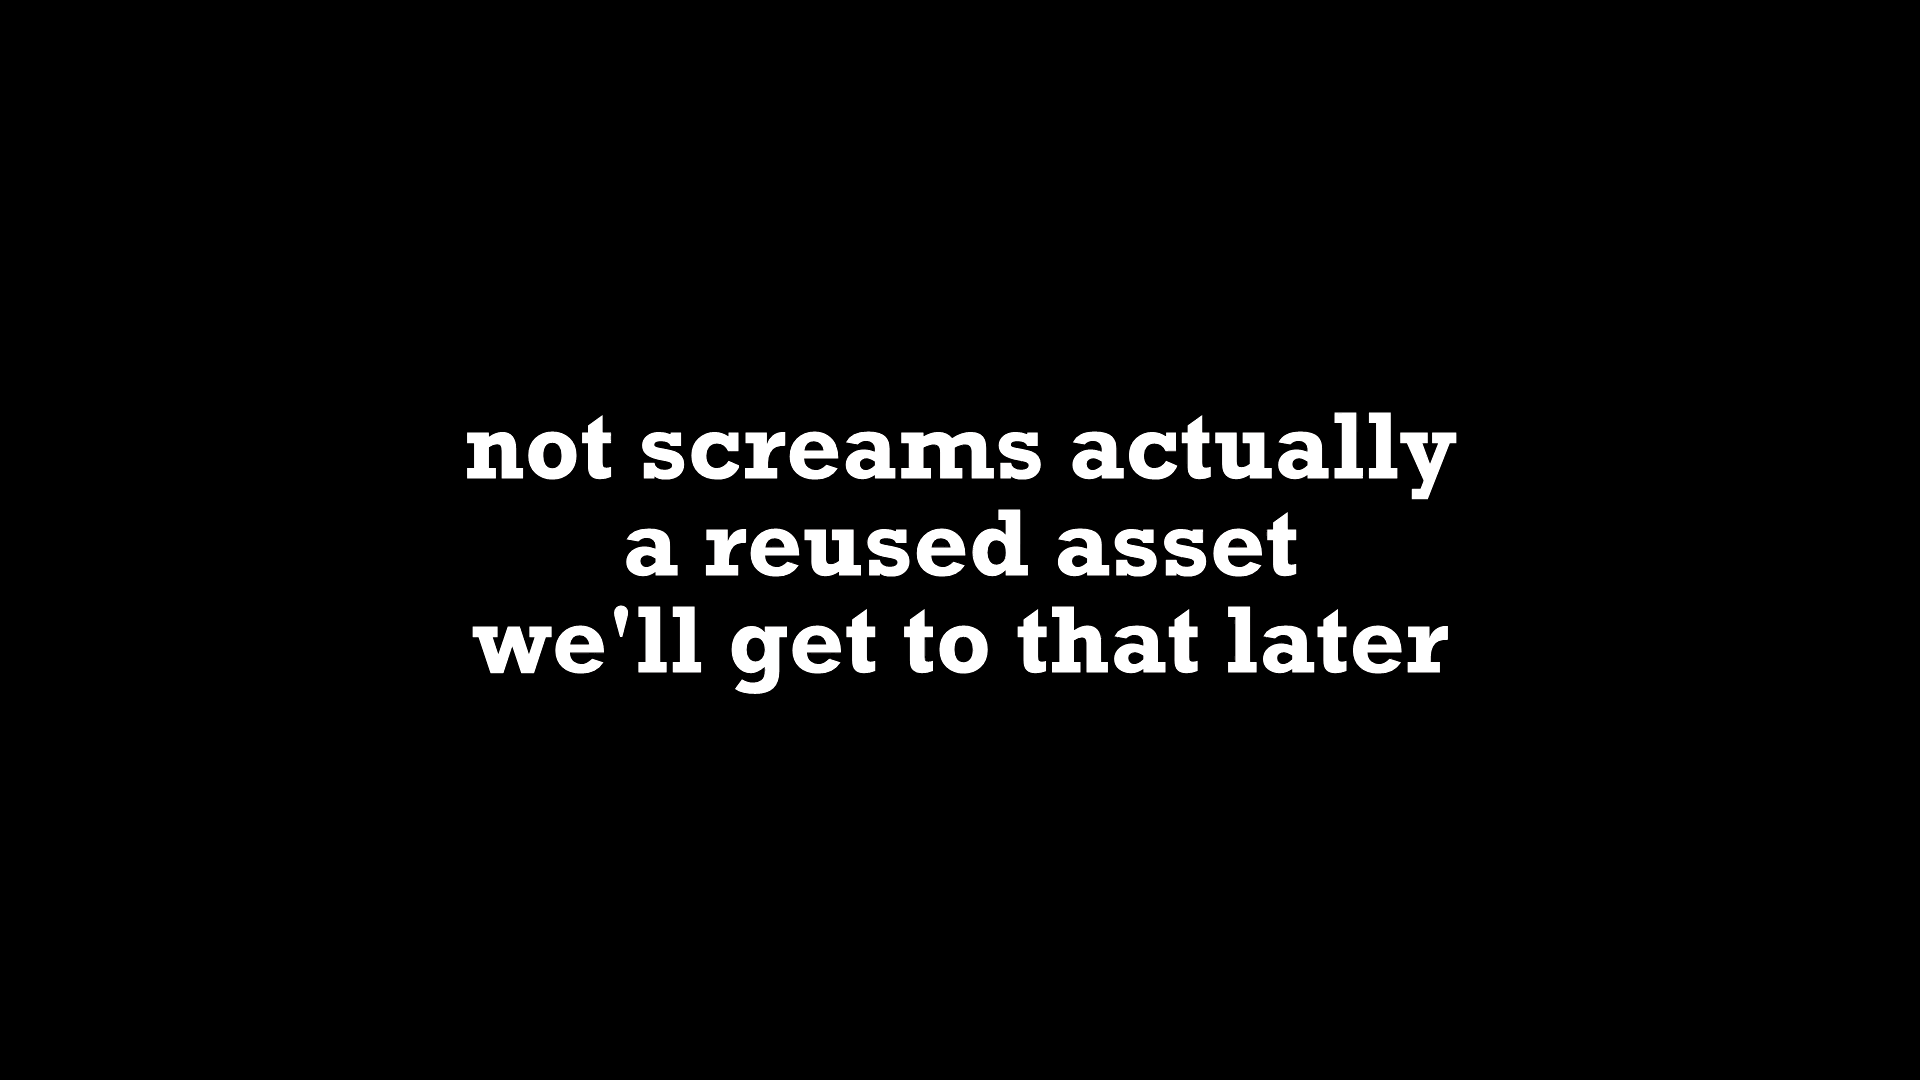 not screams actually
a reused asset
we'll get to that later